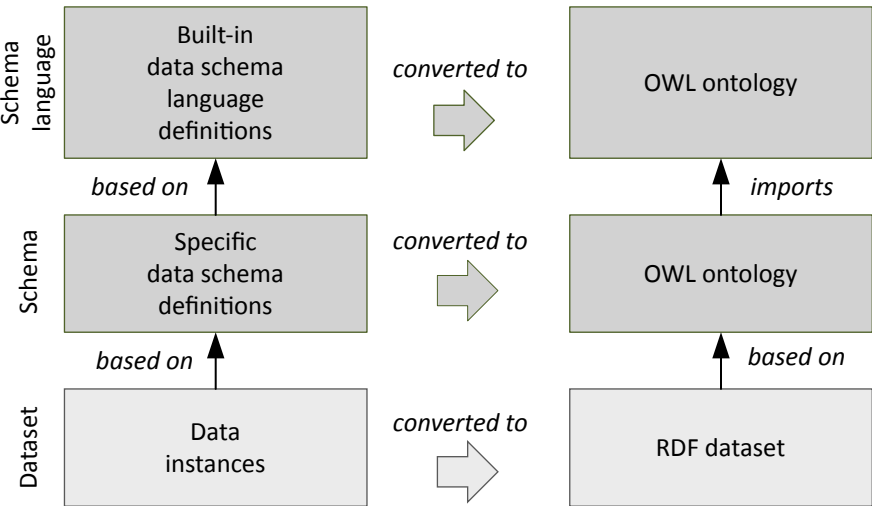 Schema
language
Built-in
data schema
language
definitions
converted to
OWL ontology
based on
imports
Schema
Specific
data schema
definitions
converted to
OWL ontology
based on
based on
Dataset
Data
instances
converted to
RDF dataset